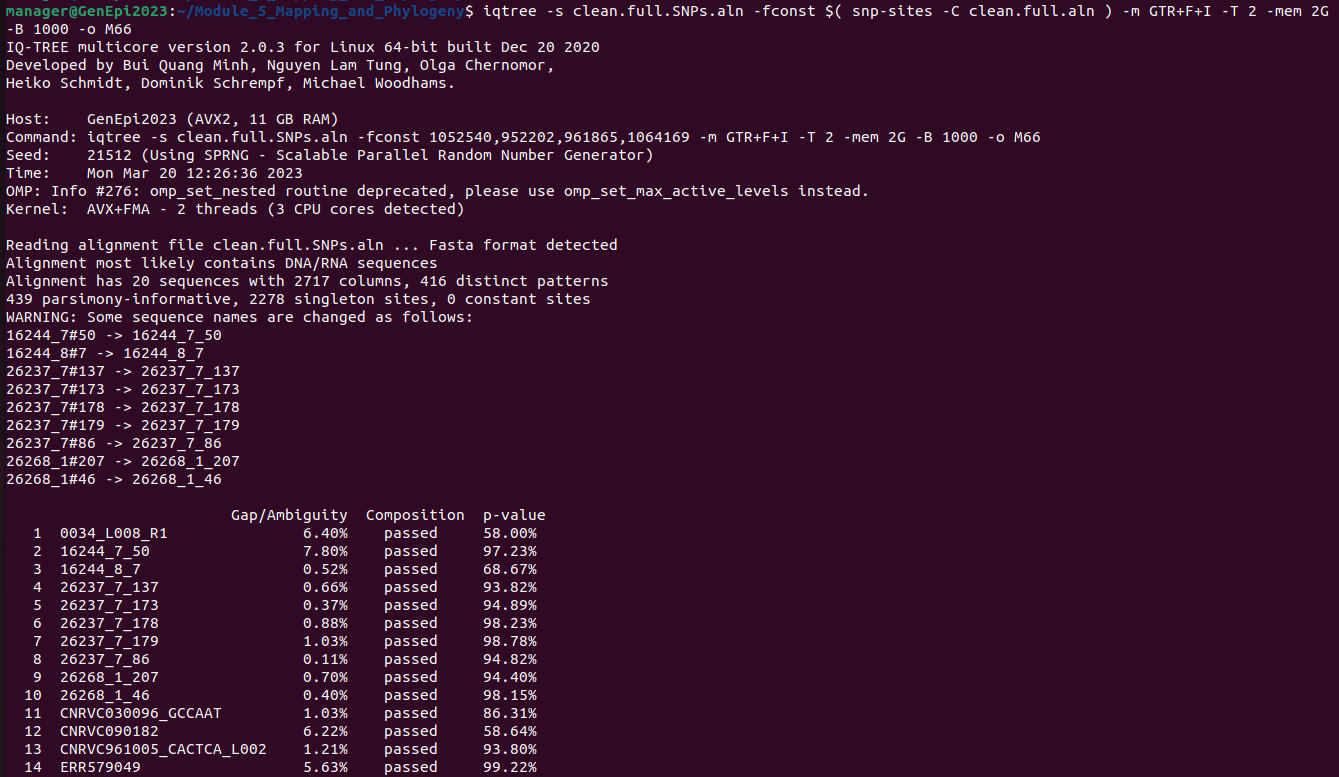 manager@GenEpi2023:~/Module_5_Mapping_and_Phylogeny$ iqtree -s clean.full.SNPs.aln -fconst $( snp-sites -C clean.full.aln ) -m GTR+F+I -T 2 -mem 2G
-B 1000 -o M66
IQ-TREE multicore version 2.0.3 for Linux 64-bit built Dec 20 2020
Developed by Bui Quang Minh, Nguyen Lam Tung, Olga Chernomor,
Heiko Schmidt, Dominik Schrempf, Michael Woodhams.
Host:    GenEpi2023 (AVX2, 11 GB RAM)
Command: iqtree -s clean.full.SNPs.aln -fconst 1052540,952202,961865,1064169 -m GTR+F+I -T 2 -mem 2G -B 1000 -o M66
Seed:    21512 (Using SPRNG - Scalable Parallel Random Number Generator)
Time:    Mon Mar 20 12:26:36 2023
OMP: Info #276: omp_set_nested routine deprecated, please use omp_set_max_active_levels instead.
Kernel:  AVX+FMA - 2 threads (3 CPU cores detected)
Reading alignment file clean.full.SNPs.aln ... Fasta format detected
Alignment most likely contains DNA/RNA sequences
Alignment has 20 sequences with 2717 columns, 416 distinct patterns
439 parsimony-informative, 2278 singleton sites, 0 constant sites
WARNING: Some sequence names are changed as follows:
16244_7#50 -> 16244_7_50
16244_8#7 -> 16244_8_7
26237_7#137 -> 26237_7_137
26237_7#173 -> 26237_7_173
26237_7#178 -> 26237_7_178
26237_7#179 -> 26237_7_179
26237_7#86 -> 26237_7_86
26268_1#207 -> 26268_1_207
26268_1#46 -> 26268_1_46
Gap/Ambiguity  Composition  p-value
1  0034_L008_R1               6.40%    passed     58.00%
2  16244_7_50                 7.80%    passed     97.23%
3  16244_8_7                  0.52%    passed     68.67%
4  26237_7_137                0.66%    passed     93.82%
5  26237_7_173                0.37%    passed     94.89%
6  26237_7_178                0.88%    passed     98.23%
7  26237_7_179                1.03%    passed     98.78%
8  26237_7_86                 0.11%    passed     94.82%
9  26268_1_207                0.70%    passed     94.40%
10  26268_1_46                 0.40%    passed     98.15%
11  CNRVC030096_GCCAAT         1.03%    passed     86.31%
12  CNRVC090182                6.22%    passed     58.64%
13  CNRVC961005_CACTCA_L002    1.21%    passed     93.80%
14  ERR579049                  5.63%    passed     99.22%